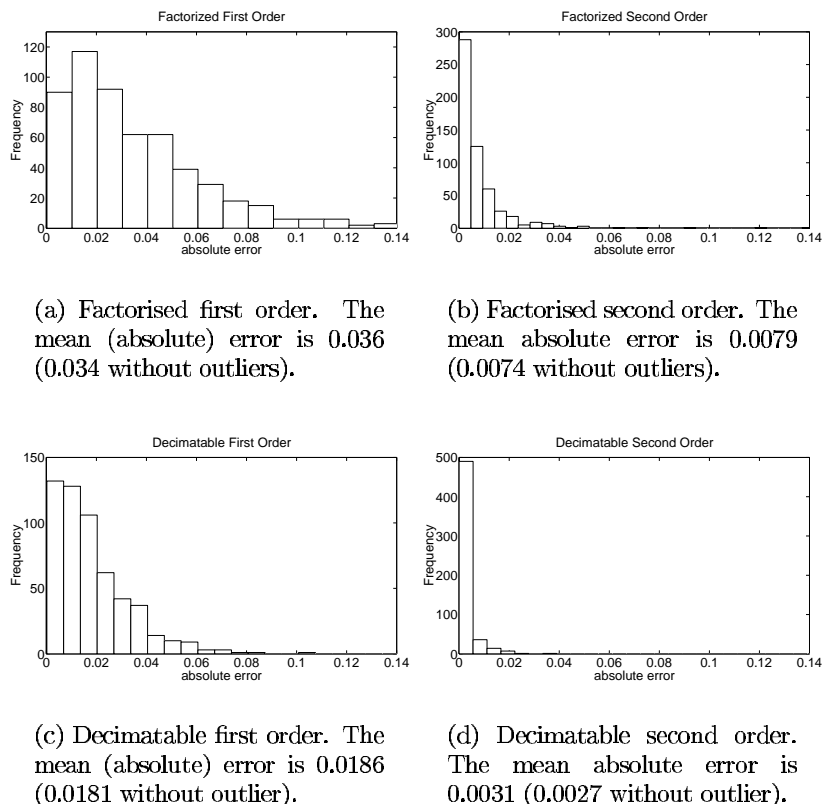 Factorized First Order
Frequency
120
100
80
60
40
20
0
0 0.02 0.04 0.06 0.08 0.1 0.12 0.14
absolute error
Factorized Second Order
Frequency
300
250
200
150
100
50
0
0 0.02 0.04 0.06 0.08 0.1 0.12 0.14
absolute error
(a) Factorised first order. The
mean (absolute) error is 0.036
(0.034 without outliers).
(b) Factorised second order. The
mean absolute error is 0.0079
(0.0074 without outliers).
Decimatable First Order
Frequency
150
100
50
0
0 0.02 0.04 0.06 0.08 0.1 0.12 0.14
absolute error
Decimatable Second Order
Frequency
500
400
300
200
100
0
0 0.02 0.04 0.06 0.08 0.1 0.12 0.14
absolute error
(c) Decimatable first order. The
mean (absolute) error is 0.0186
(0.0181 without outlier).
(d) Decimatable second order.
The mean absolute error is
0.0031 (0.0027 without outlier).